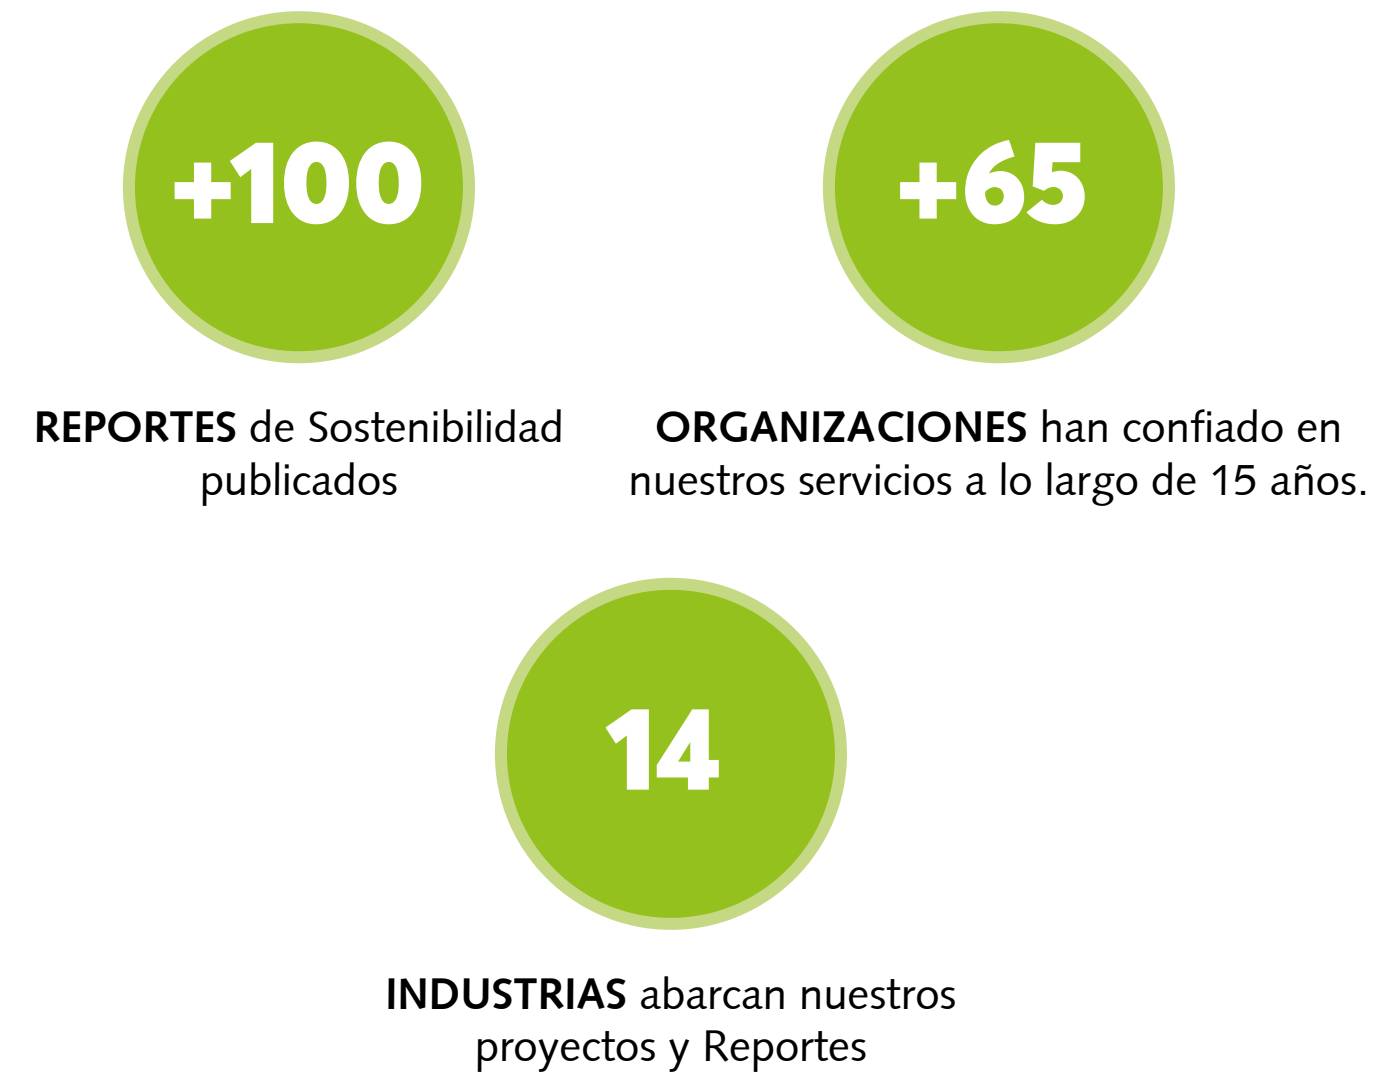 +100
REPORTES de Sostenibilidad
publicados
+65
ORGANIZACIONES han confiado en
nuestros servicios a lo largo de 15 años.
14
INDUSTRIAS abarcan nuestros
proyectos y Reportes